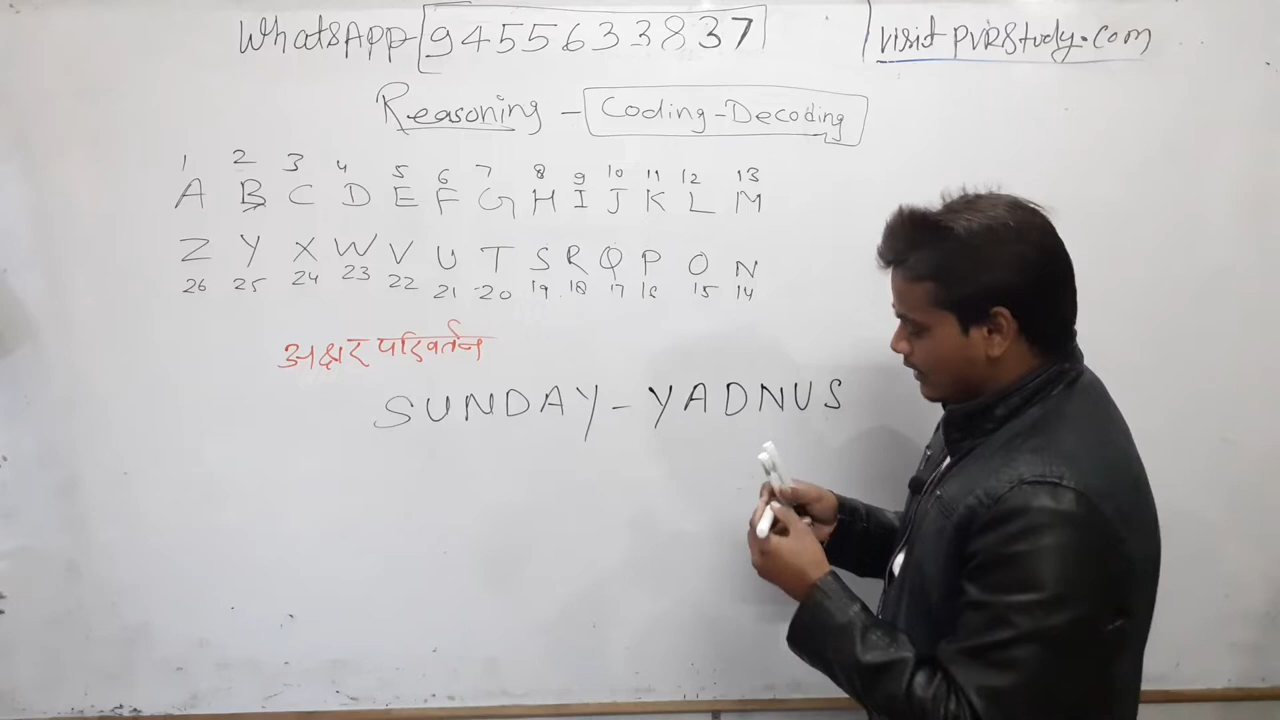 WhatsApp-9455633837
visit PVRStudy.com
Reasoning - Coding-Decoding
1 2 3 4 5 6 7 8 9 10 11 12 13
A B C D E F G H I J K L M
Z Y X W V U T S R Q P O N
26 25 24 23 22 21 20 19 18 17 16 15 14
अक्षर परिवर्तन
SUNDAY - YADNUS